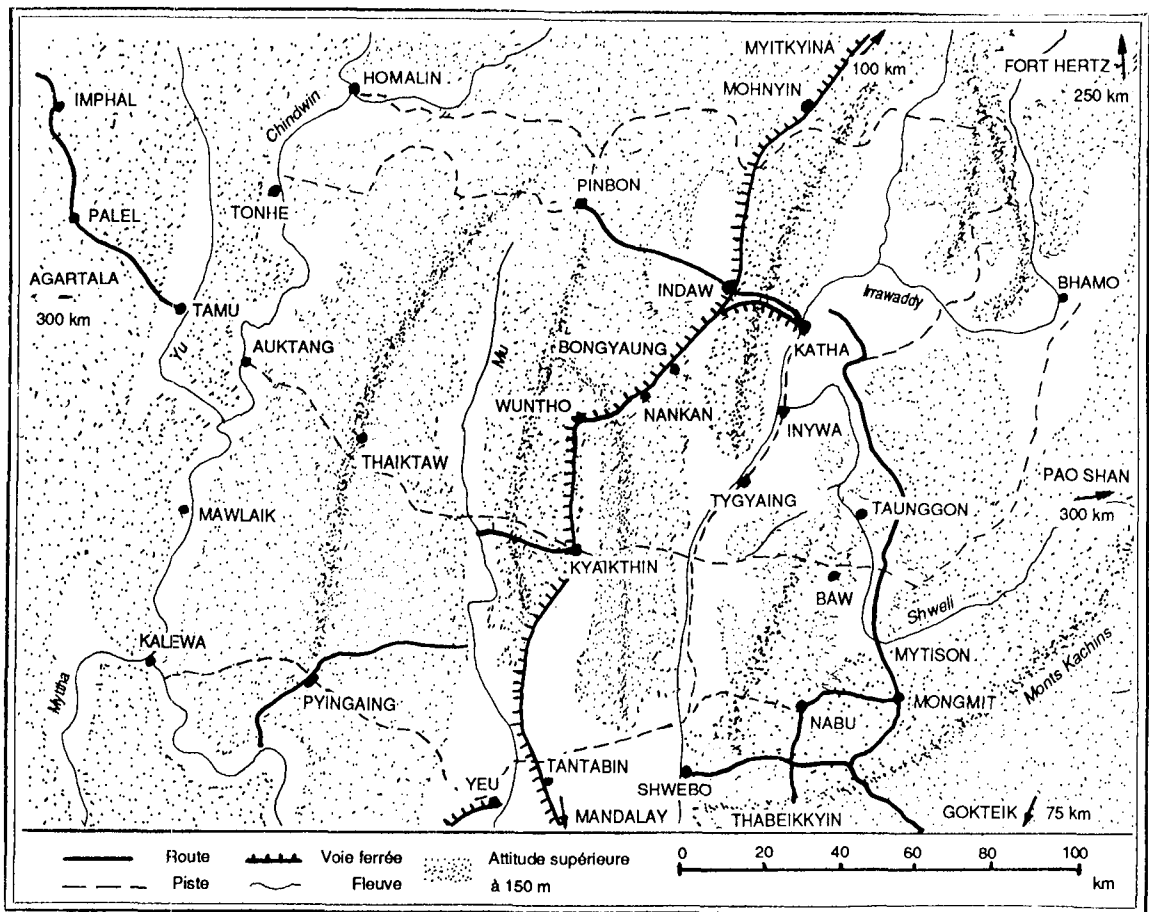 MYITKYINA
100 km
FORT HERTZ
250 km
HOMALIN
MOHNYIN
IMPHAL
Chindwin
PINBON
TONHE
PALEL
AGARTALA
300 km
TAMU
INDAW
BHAMO
Irrawaddy
Yu
AUKTANG
Mu
BONGYAUNG
KATHA
WUNTHO
NANKAN
INYWA
THAIKTAW
PAO SHAN
300 km
TYGYAING
TAUNGGON
MAWLAIK
KYAIKTHIN
BAW
Shweli
KALEWA
MYTISON
Monts Kachins
Myttha
PYINGAING
NABU
MONGMIT
TANTABIN
YEU
SHWEBO
MANDALAY
THABEIKKYIN
GOKTEIK
75 km
Route
Voie ferrée
Attitude supérieure
à 150 m
Piste
Fleuve
0 20 40 60 80 100
km